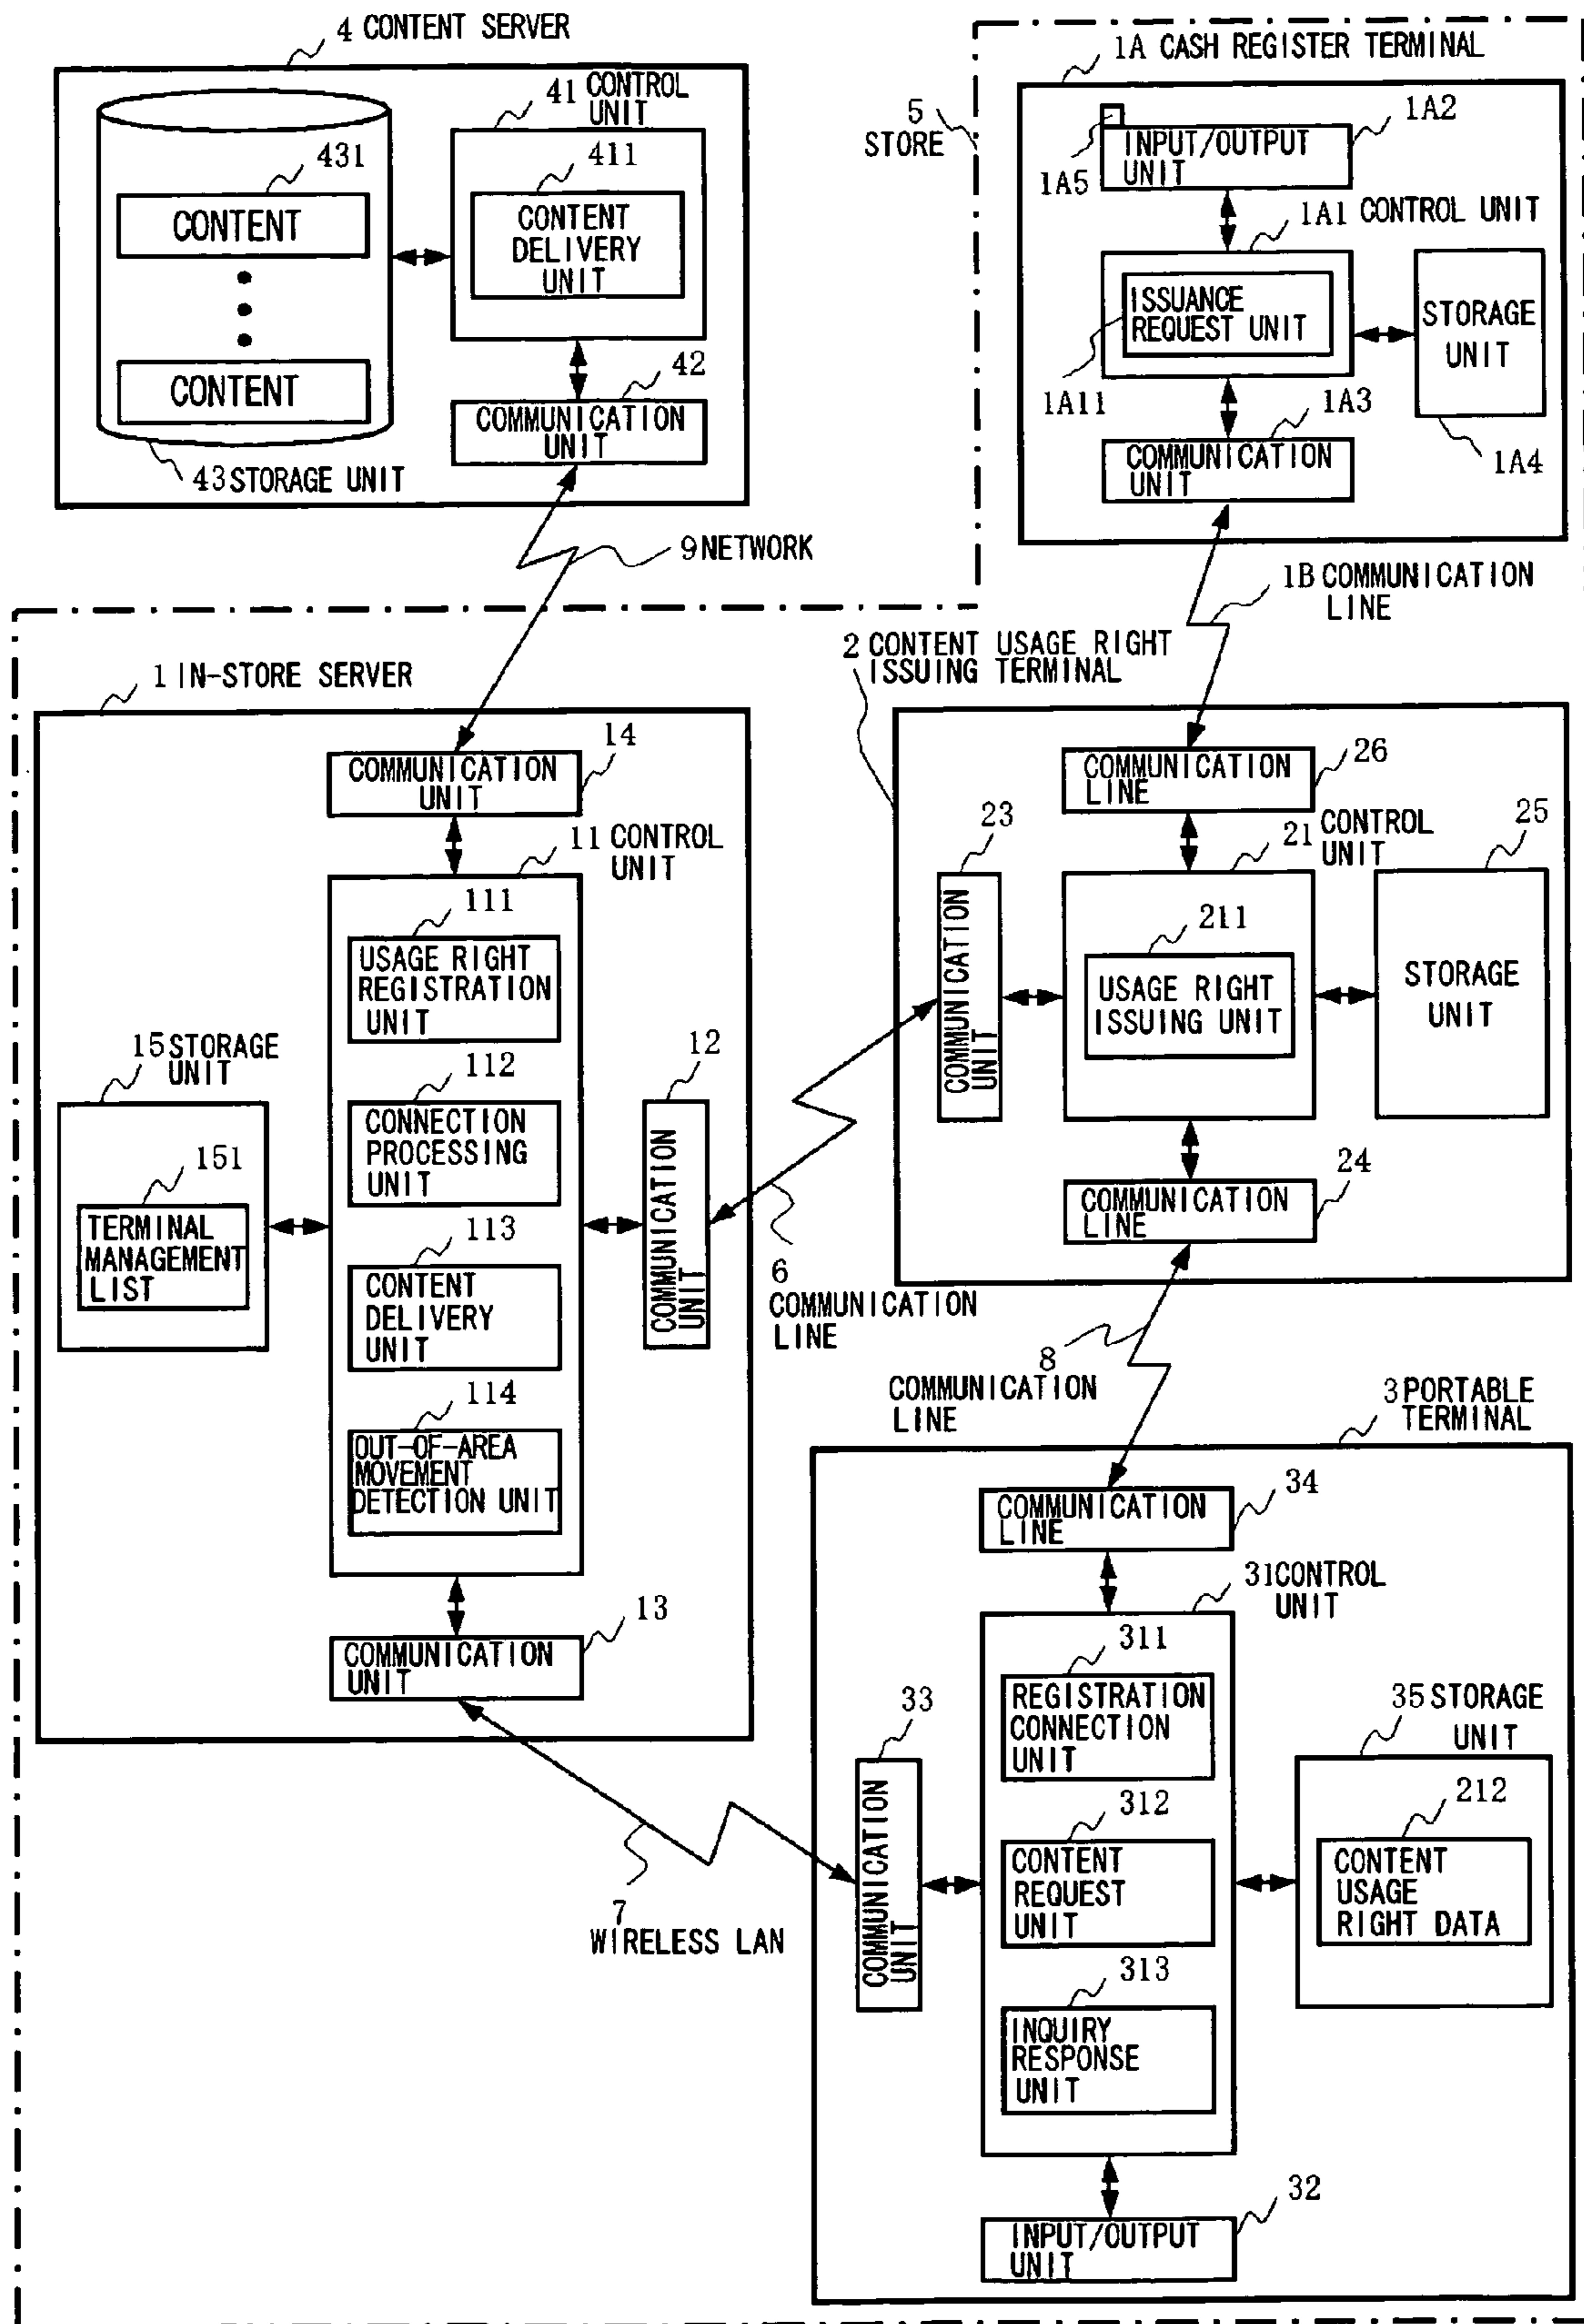 4 CONTENT SERVER
41 CONTROL
UNIT
431
411
CONTENT
CONTENT
DELIVERY
UNIT
CONTENT
42
COMMUNICATION
UNIT
43 STORAGE UNIT
9 NETWORK
5
STORE
1A CASH REGISTER TERMINAL
1A2
INPUT/OUTPUT
UNIT
1A5
1A1 CONTROL UNIT
ISSUANCE
REQUEST UNIT
STORAGE
UNIT
1A11
1A3
COMMUNICATION
UNIT
1A4
1B COMMUNICATION
LINE
1 IN-STORE SERVER
14
COMMUNICATION
UNIT
11 CONTROL
UNIT
111
USAGE RIGHT
REGISTRATION
UNIT
15 STORAGE
UNIT
112
CONNECTION
PROCESSING
UNIT
12
COMMUNICATION
UNIT
151
TERMINAL
MANAGEMENT
LIST
113
CONTENT
DELIVERY
UNIT
114
OUT-OF-AREA
MOVEMENT
DETECTION UNIT
13
COMMUNICATION
UNIT
6
COMMUNICATION
LINE
2 CONTENT USAGE RIGHT
ISSUING TERMINAL
COMMUNICATION
LINE
26
23
21 CONTROL
UNIT
25
COMMUNICATION
UNIT
211
USAGE RIGHT
ISSUING UNIT
STORAGE
UNIT
24
COMMUNICATION
LINE
8
COMMUNICATION
LINE
3 PORTABLE
TERMINAL
34
COMMUNICATION
LINE
31 CONTROL
UNIT
311
REGISTRATION
CONNECTION
UNIT
33
35 STORAGE
UNIT
COMMUNICATION
UNIT
312
CONTENT
REQUEST
UNIT
212
CONTENT
USAGE
RIGHT DATA
7
WIRELESS LAN
313
INQUIRY
RESPONSE
UNIT
32
INPUT/OUTPUT
UNIT